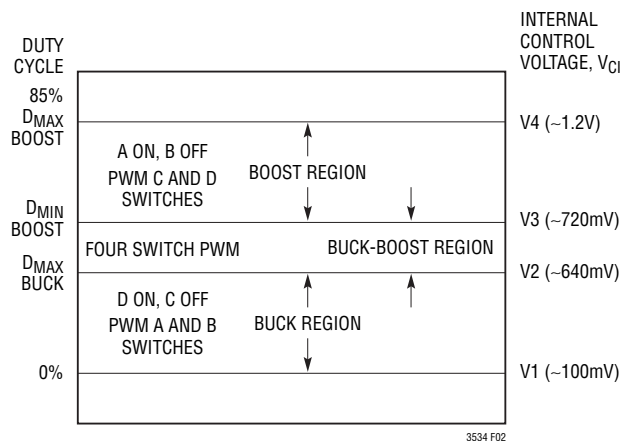 DUTY
CYCLE
INTERNAL
CONTROL
VOLTAGE, VCI
85%
DMAX
BOOST
V4 (~1.2V)
A ON, B OFF
PWM C AND D
SWITCHES
BOOST REGION
DMIN
BOOST
V3 (~720mV)
FOUR SWITCH PWM
BUCK-BOOST REGION
DMAX
BUCK
V2 (~640mV)
D ON, C OFF
PWM A AND B
SWITCHES
BUCK REGION
0%
V1 (~100mV)
3534 F02